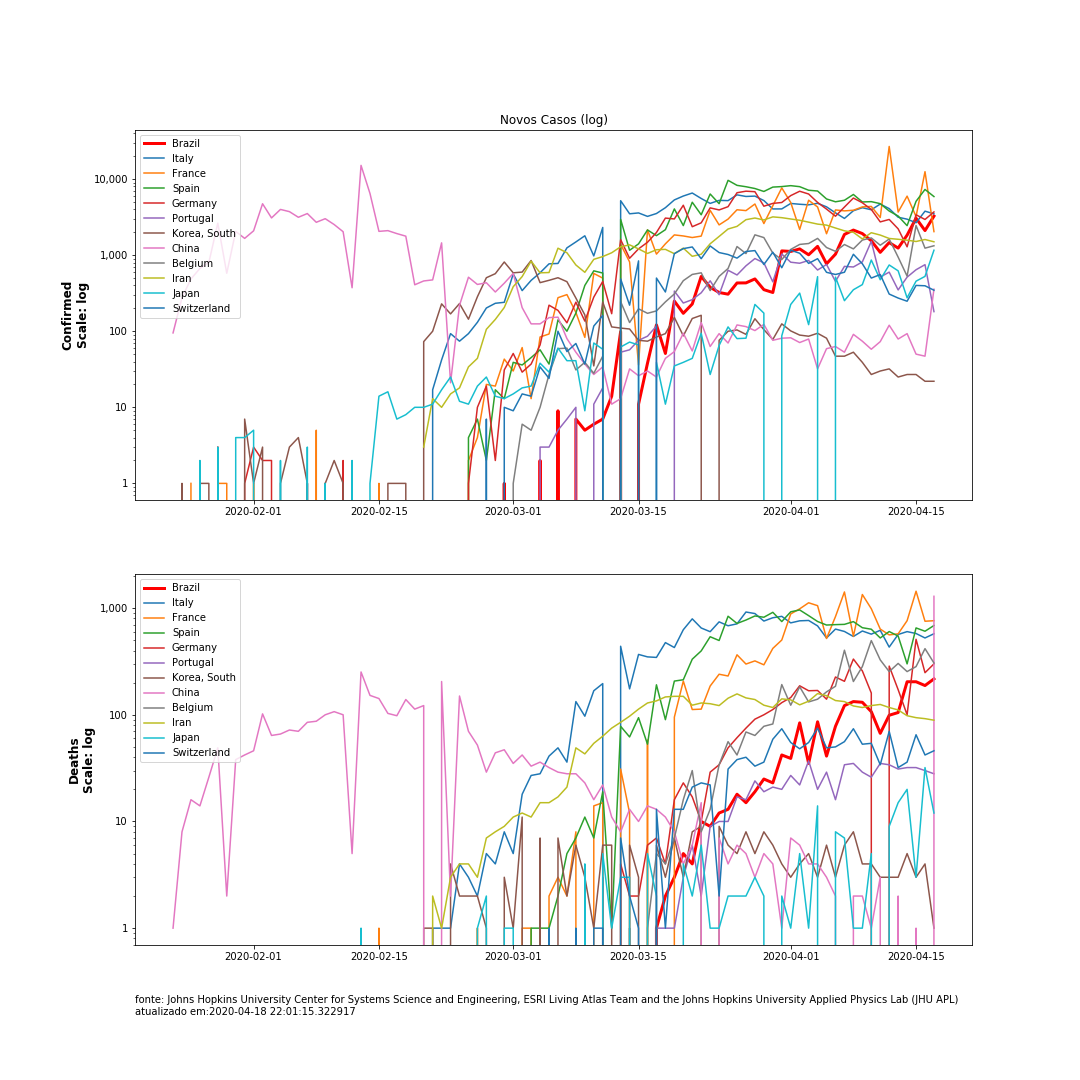 Novos Casos (log)
Confirmed
Scale: log
10,000
1,000
100
10
1
Brazil
Italy
France
Spain
Germany
Portugal
Korea, South
China
Belgium
Iran
Japan
Switzerland
2020-02-01 2020-02-15 2020-03-01 2020-03-15 2020-04-01 2020-04-15
Deaths
Scale: log
1,000
100
10
1
Brazil
Italy
France
Spain
Germany
Portugal
Korea, South
China
Belgium
Iran
Japan
Switzerland
2020-02-01 2020-02-15 2020-03-01 2020-03-15 2020-04-01 2020-04-15
fonte: Johns Hopkins University Center for Systems Science and Engineering, ESRI Living Atlas Team and the Johns Hopkins University Applied Physics Lab (JHU APL)
atualizado em:2020-04-18 22:01:15.322917